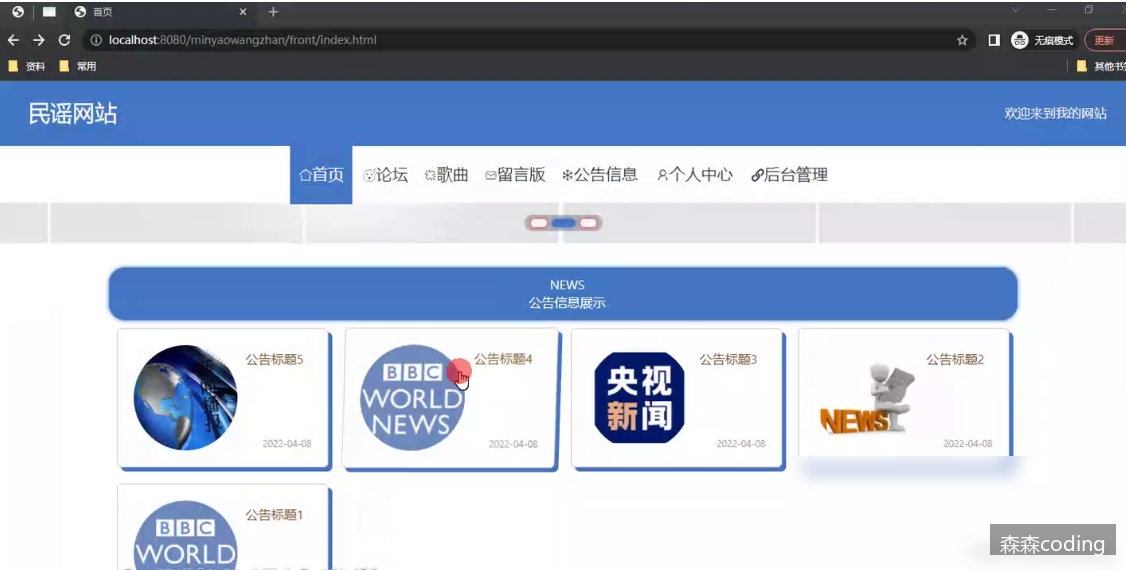 首页
localhost:8080/minyaowangzhan/front/index.html
无痕模式
更新
资料
常用
其他书签
民谣网站
欢迎来到我的网站
首页 论坛 歌曲 留言版 公告信息 个人中心 后台管理
NEWS
公告信息展示
公告标题5
2022-04-08
BBC
WORLD
NEWS
公告标题4
2022-04-08
央视
新闻
公告标题3
2022-04-08
NEWS
公告标题2
2022-04-08
BBC
WORLD
公告标题1
森森coding